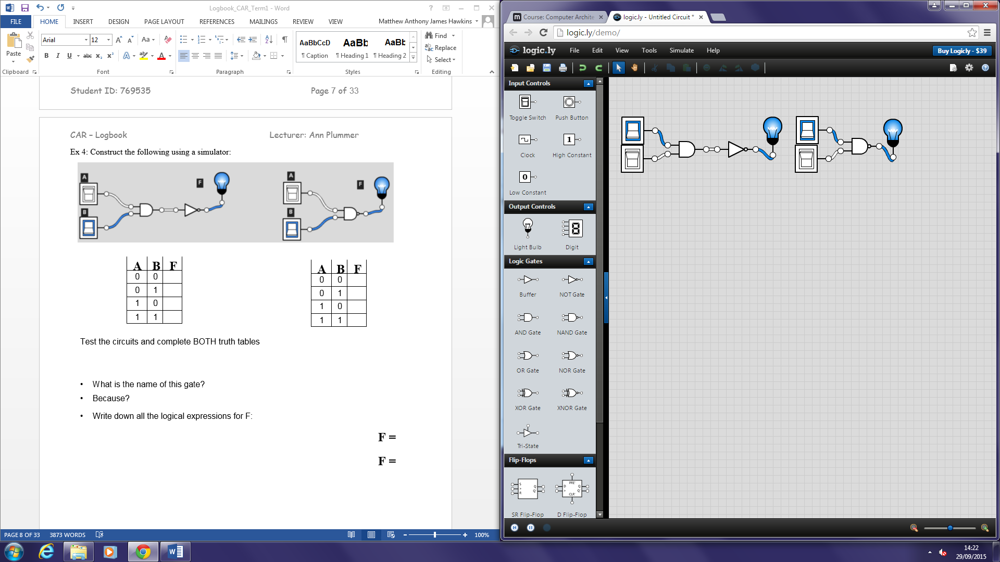 Logbook_CAR_Term1 - Word
FILE HOME INSERT DESIGN PAGE LAYOUT REFERENCES MAILINGS REVIEW VIEW Matthew Anthony James Hawkins
Paste
Arial 12
Aa
B I U abc x₂ x² A A
AaBbCcD AaBb AaBb
¶ Caption ¶ Heading 1 ¶ Heading 2
Find
Replace
Select
Clipboard Font Paragraph Styles Editing
Student ID: 769535 Page 7 of 33
CAR – Logbook Lecturer: Ann Plummer
Ex 4: Construct the following using a simulator:
A F A F
B B
A B F
0 0
0 1
1 0
1 1
A B F
0 0
0 1
1 0
1 1
Test the circuits and complete BOTH truth tables
• What is the name of this gate?
• Because?
• Write down all the logical expressions for F:
F =
F =
PAGE 8 OF 33 3873 WORDS 100%
Course: Computer Archite
logic.ly - Untitled Circuit *
logic.ly/demo/
logic.ly File Edit View Tools Simulate Help Buy Logicly - $39
Input Controls
Toggle Switch Push Button
1
Clock High Constant
0
Low Constant
Output Controls
Light Bulb Digit
Logic Gates
Buffer NOT Gate
AND Gate NAND Gate
OR Gate NOR Gate
XOR Gate XNOR Gate
Tri-State
Flip-Flops
S Q > R Q'
PRE' D Q > Q' CLR'
SR Flip-Flop D Flip-Flop
14:22
29/09/2015